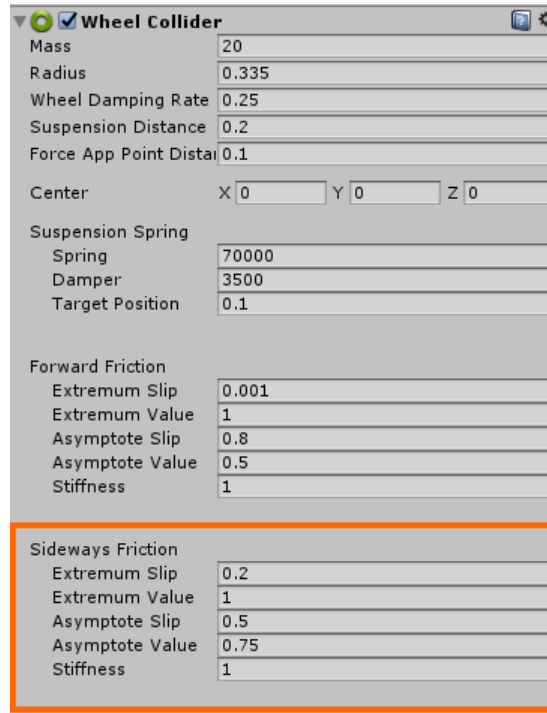 Wheel Collider
Mass 20
Radius 0.335
Wheel Damping Rate 0.25
Suspension Distance 0.2
Force App Point Distar 0.1
Center X 0 Y 0 Z 0
Suspension Spring
Spring 70000
Damper 3500
Target Position 0.1
Forward Friction
Extremum Slip 0.001
Extremum Value 1
Asymptote Slip 0.8
Asymptote Value 0.5
Stiffness 1
Sideways Friction
Extremum Slip 0.2
Extremum Value 1
Asymptote Slip 0.5
Asymptote Value 0.75
Stiffness 1